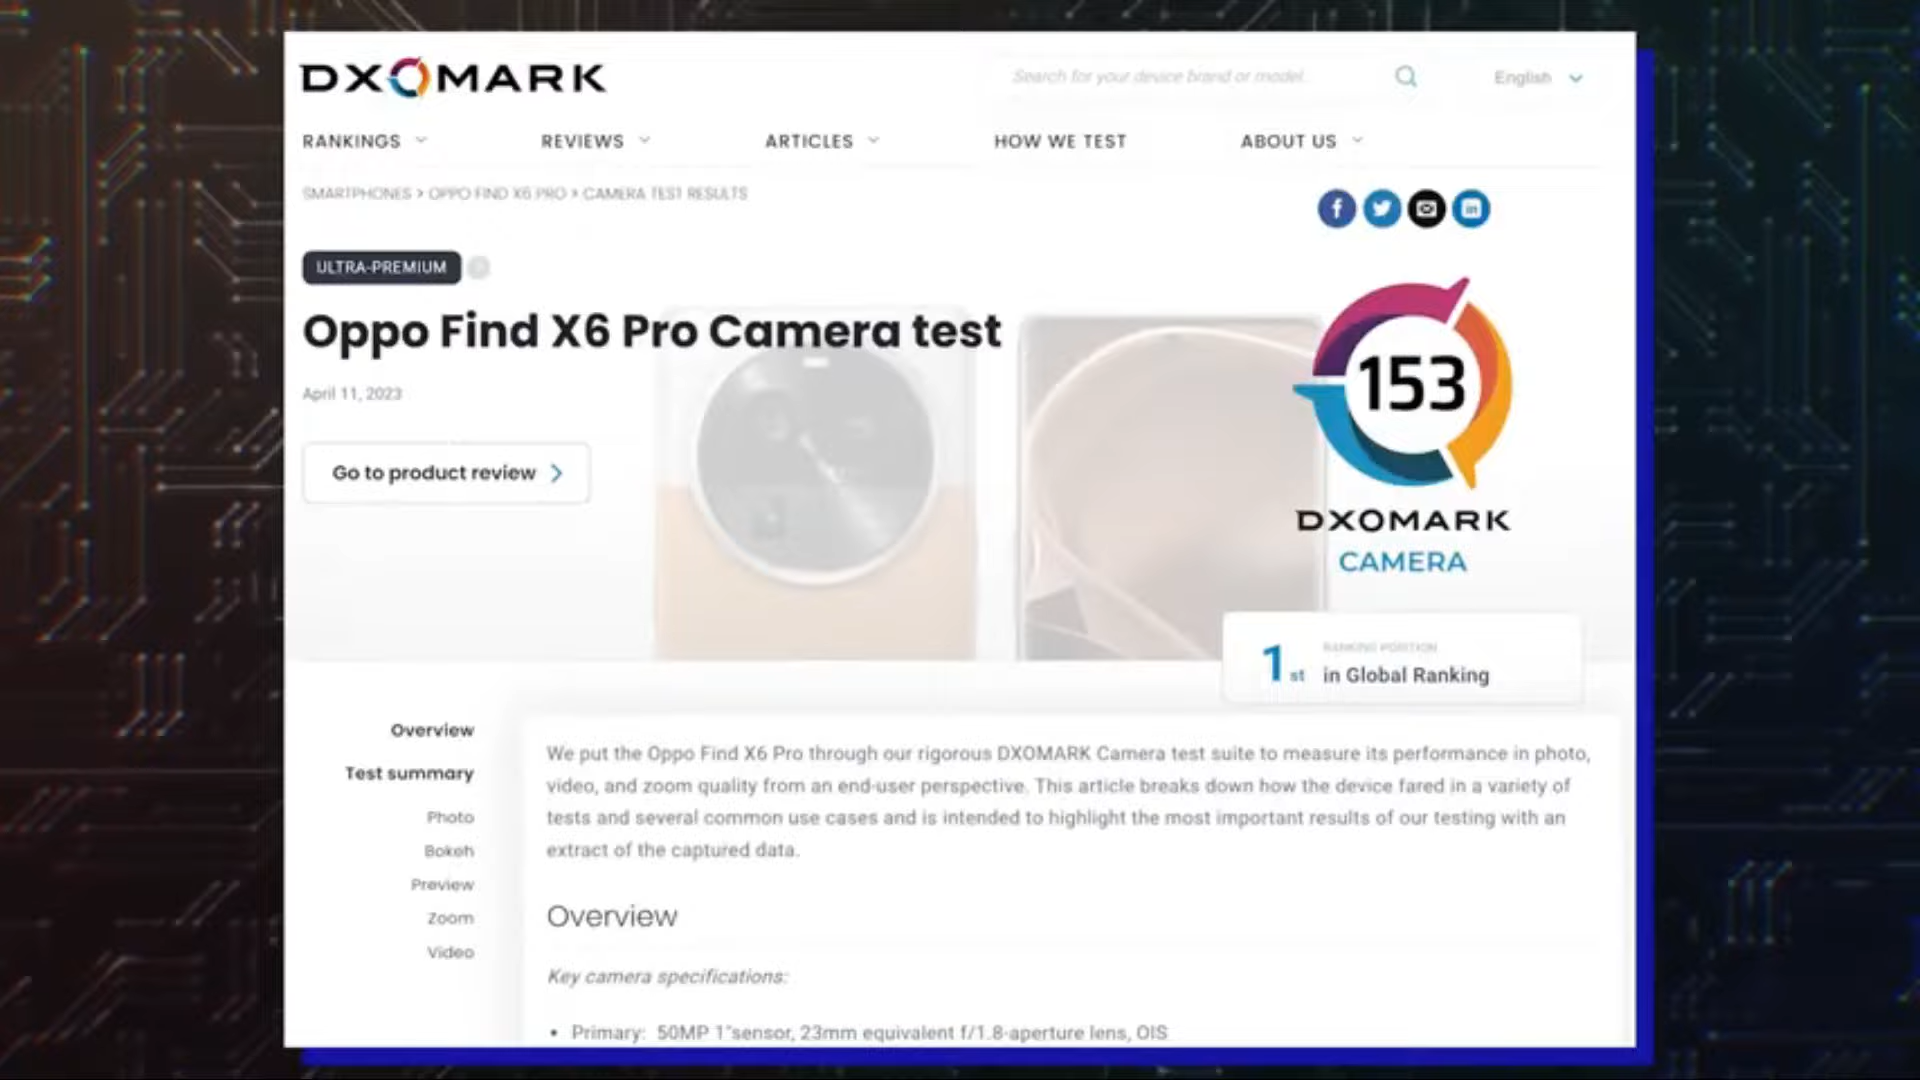 DXOMARK
Search for your device brand or model.
English
RANKINGS
REVIEWS
ARTICLES
HOW WE TEST
ABOUT US
SMARTPHONES > OPPO FIND X6 PRO > CAMERA TEST RESULTS
ULTRA-PREMIUM
Oppo Find X6 Pro Camera test
April 11, 2023
Go to product review
153
DXOMARK
CAMERA
1st
RANKING POSITION
in Global Ranking
Overview
Test summary
Photo
Bokeh
Preview
Zoom
Video
We put the Oppo Find X6 Pro through our rigorous DXOMARK Camera test suite to measure its performance in photo,
video, and zoom quality from an end-user perspective. This article breaks down how the device fared in a variety of
tests and several common use cases and is intended to highlight the most important results of our testing with an
extract of the captured data.
Overview
Key camera specifications:
• Primary: 50MP 1"sensor, 23mm equivalent f/1.8-aperture lens, OIS